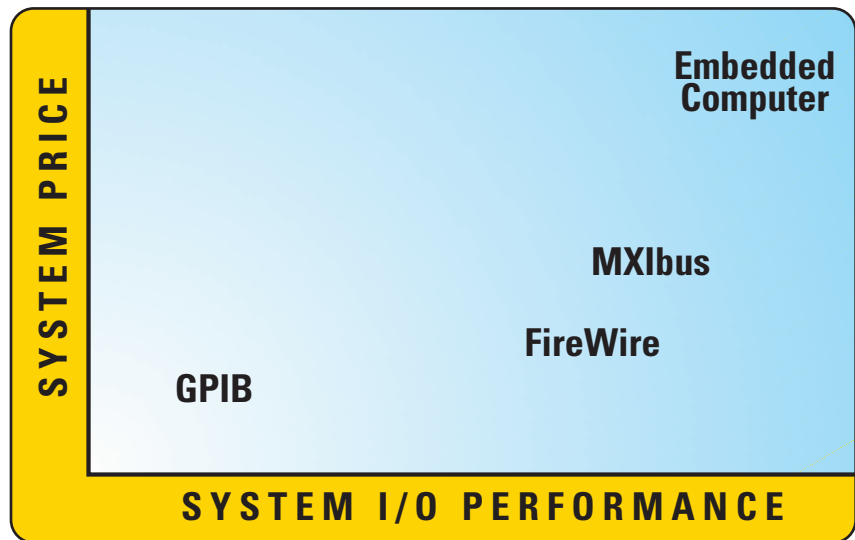 SYSTEM PRICE
Embedded
Computer
MXIbus
FireWire
GPIB
SYSTEM I/O PERFORMANCE